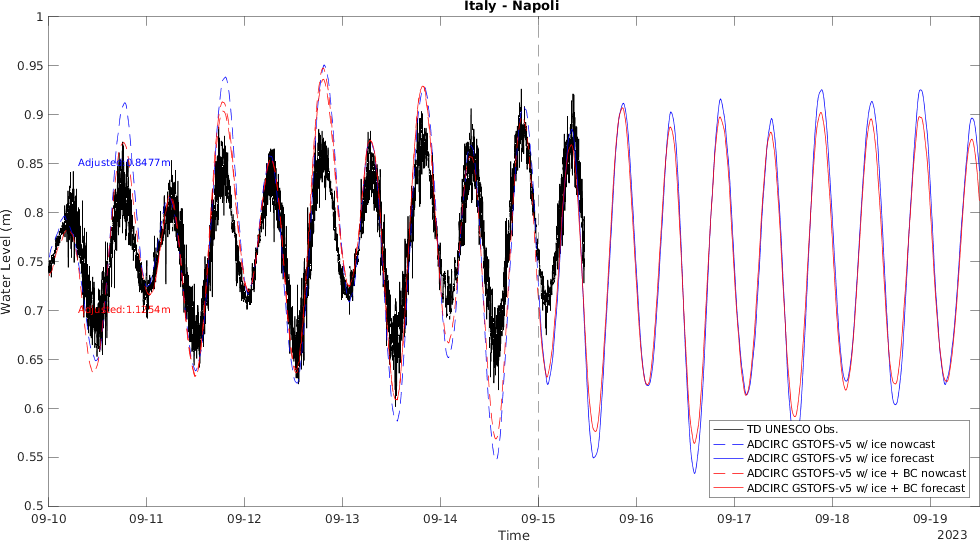 Italy - Napoli
Water Level (m)
1
0.95
0.9
0.85
0.8
0.75
0.7
0.65
0.6
0.55
0.5
Adjusted:0.8477m
Adjusted:1.1254m
TD UNESCO Obs.
ADCIRC GSTOFS-v5 w/ ice nowcast
ADCIRC GSTOFS-v5 w/ ice forecast
ADCIRC GSTOFS-v5 w/ ice + BC nowcast
ADCIRC GSTOFS-v5 w/ ice + BC forecast
09-10 09-11 09-12 09-13 09-14 09-15 09-16 09-17 09-18 09-19
Time
2023